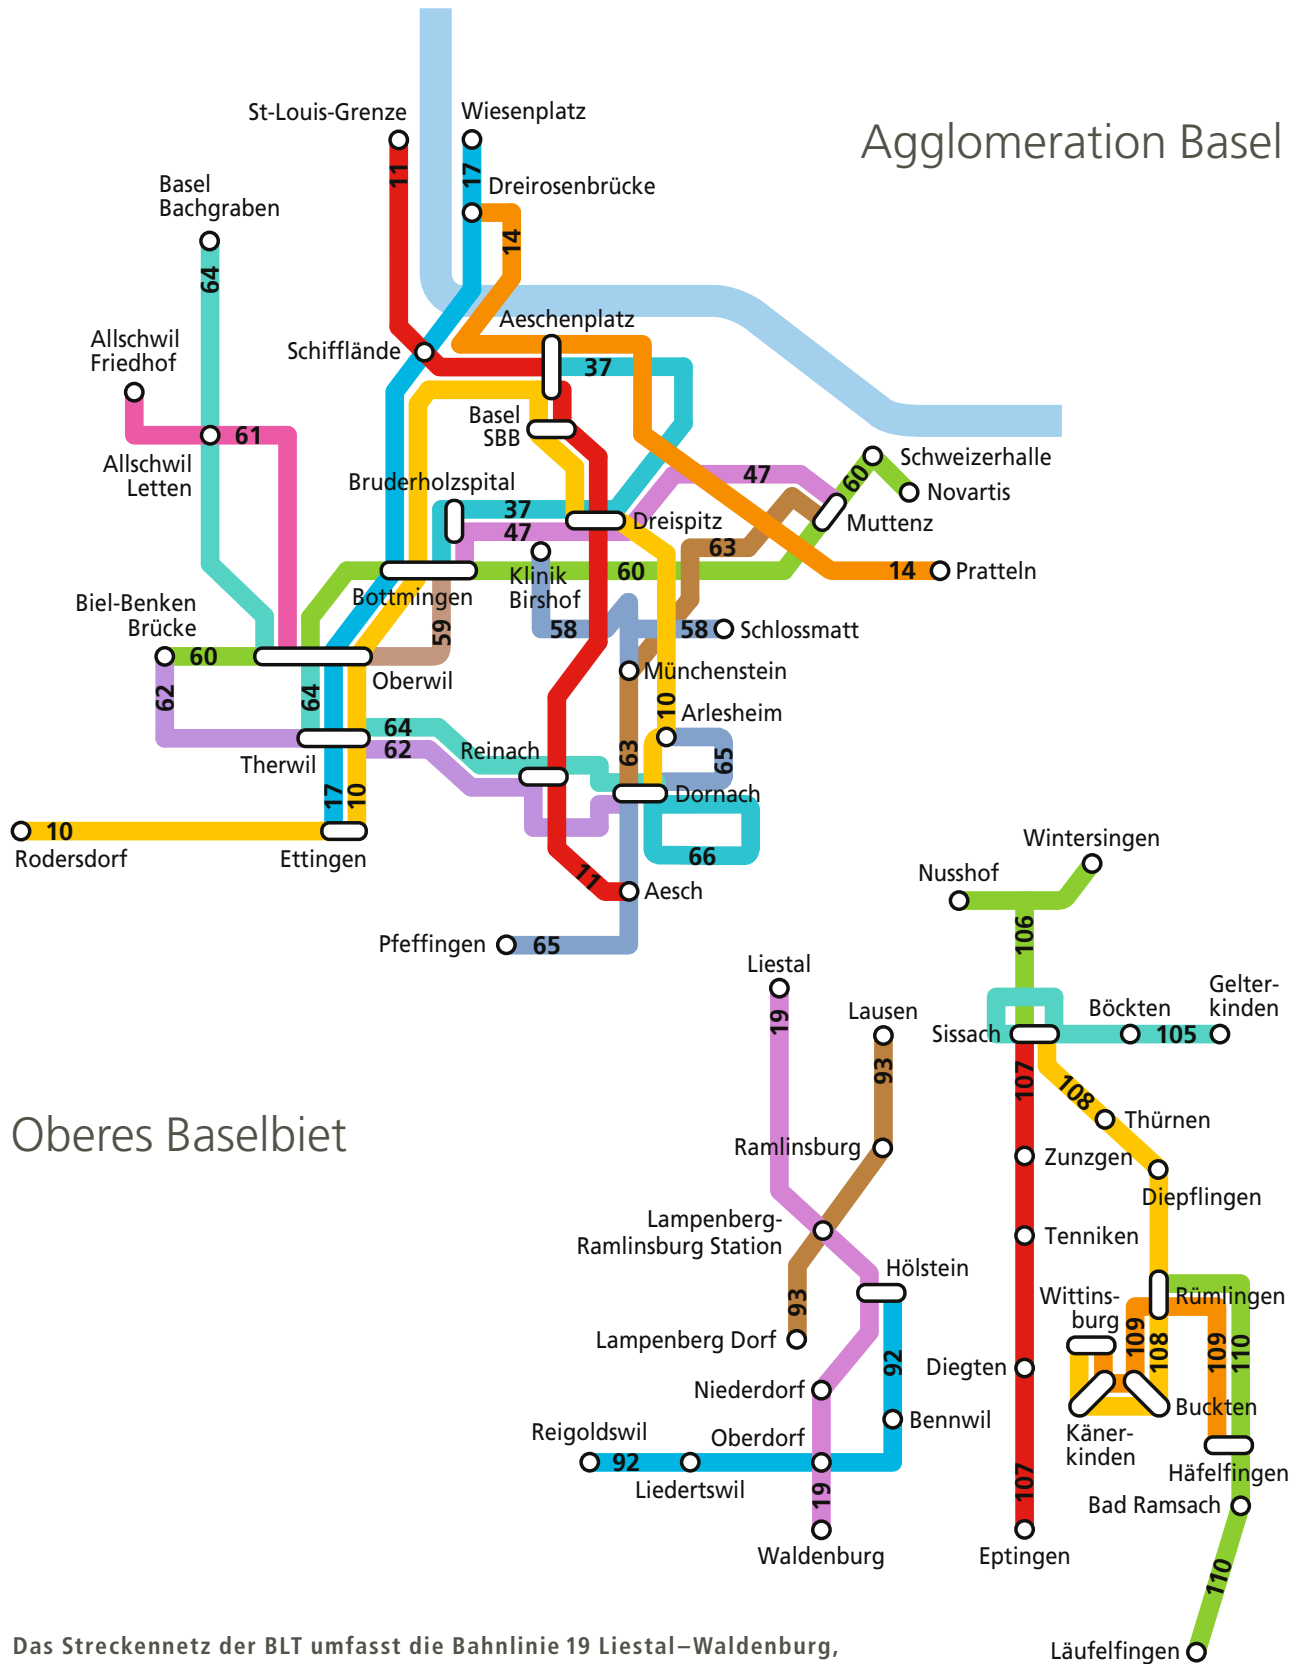 St-Louis-Grenze
Wiesenplatz
Agglomeration Basel
11
17
Basel
Bachgraben
Dreirosenbrücke
14
64
Allschwil
Friedhof
Schifflände
Aeschenplatz
37
Basel
SBB
61
Allschwil
Letten
Schweizerhalle
60
Novartis
47
Bruderholzspital
37
47
Dreispitz
Muttenz
63
Klinik
Birshof
60
14
Pratteln
Bottmingen
Biel-Benken
Brücke
59
58
58
Schlossmatt
60
Oberwil
Münchenstein
62
64
10
Arlesheim
64
62
Therwil
Reinach
63
65
17
10
Dornach
10
Rodersdorf
Ettingen
66
11
Aesch
Pfeffingen
65
Wintersingen
Nusshof
106
Liestal
19
Lausen
93
Gelter-
kinden
Böckten
105
Sissach
107
108
Oberes Baselbiet
Thürnen
Ramlinsburg
Zunzgen
Diepflingen
Lampenberg-
Ramlinsburg Station
Tenniken
Hölstein
Wittins-
burg
Rümlingen
93
Lampenberg Dorf
109
108
109
110
92
Diegten
Niederdorf
Bennwil
Buckten
Käner-
kinden
Reigoldswil
92
Oberdorf
Liedertswil
Häfelfingen
19
107
Bad Ramsach
Waldenburg
Eptingen
110
Läufelfingen
Das Streckennetz der BLT umfasst die Bahnlinie 19 Liestal–Waldenburg,